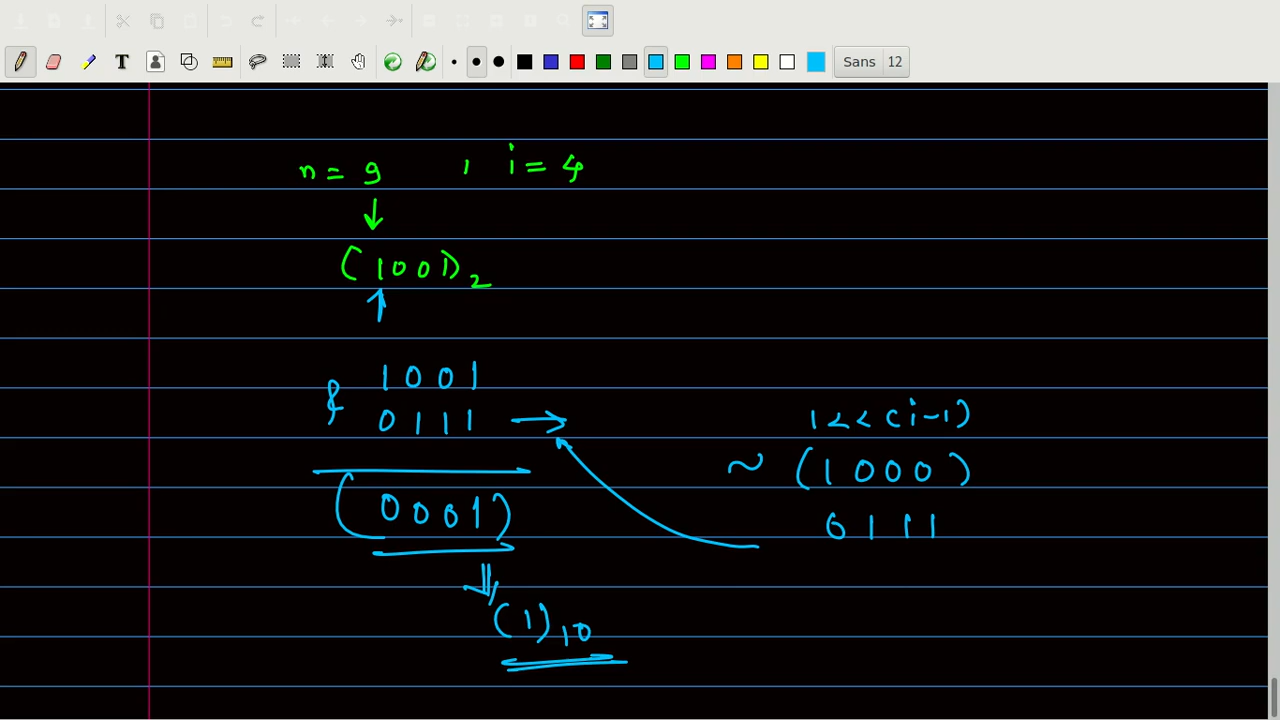 Sans 12
n = 9 , i = 4
(1001)2
1001
& 0111
1<<(i-1)
~ (1000)
(0001)
0111
(1)10